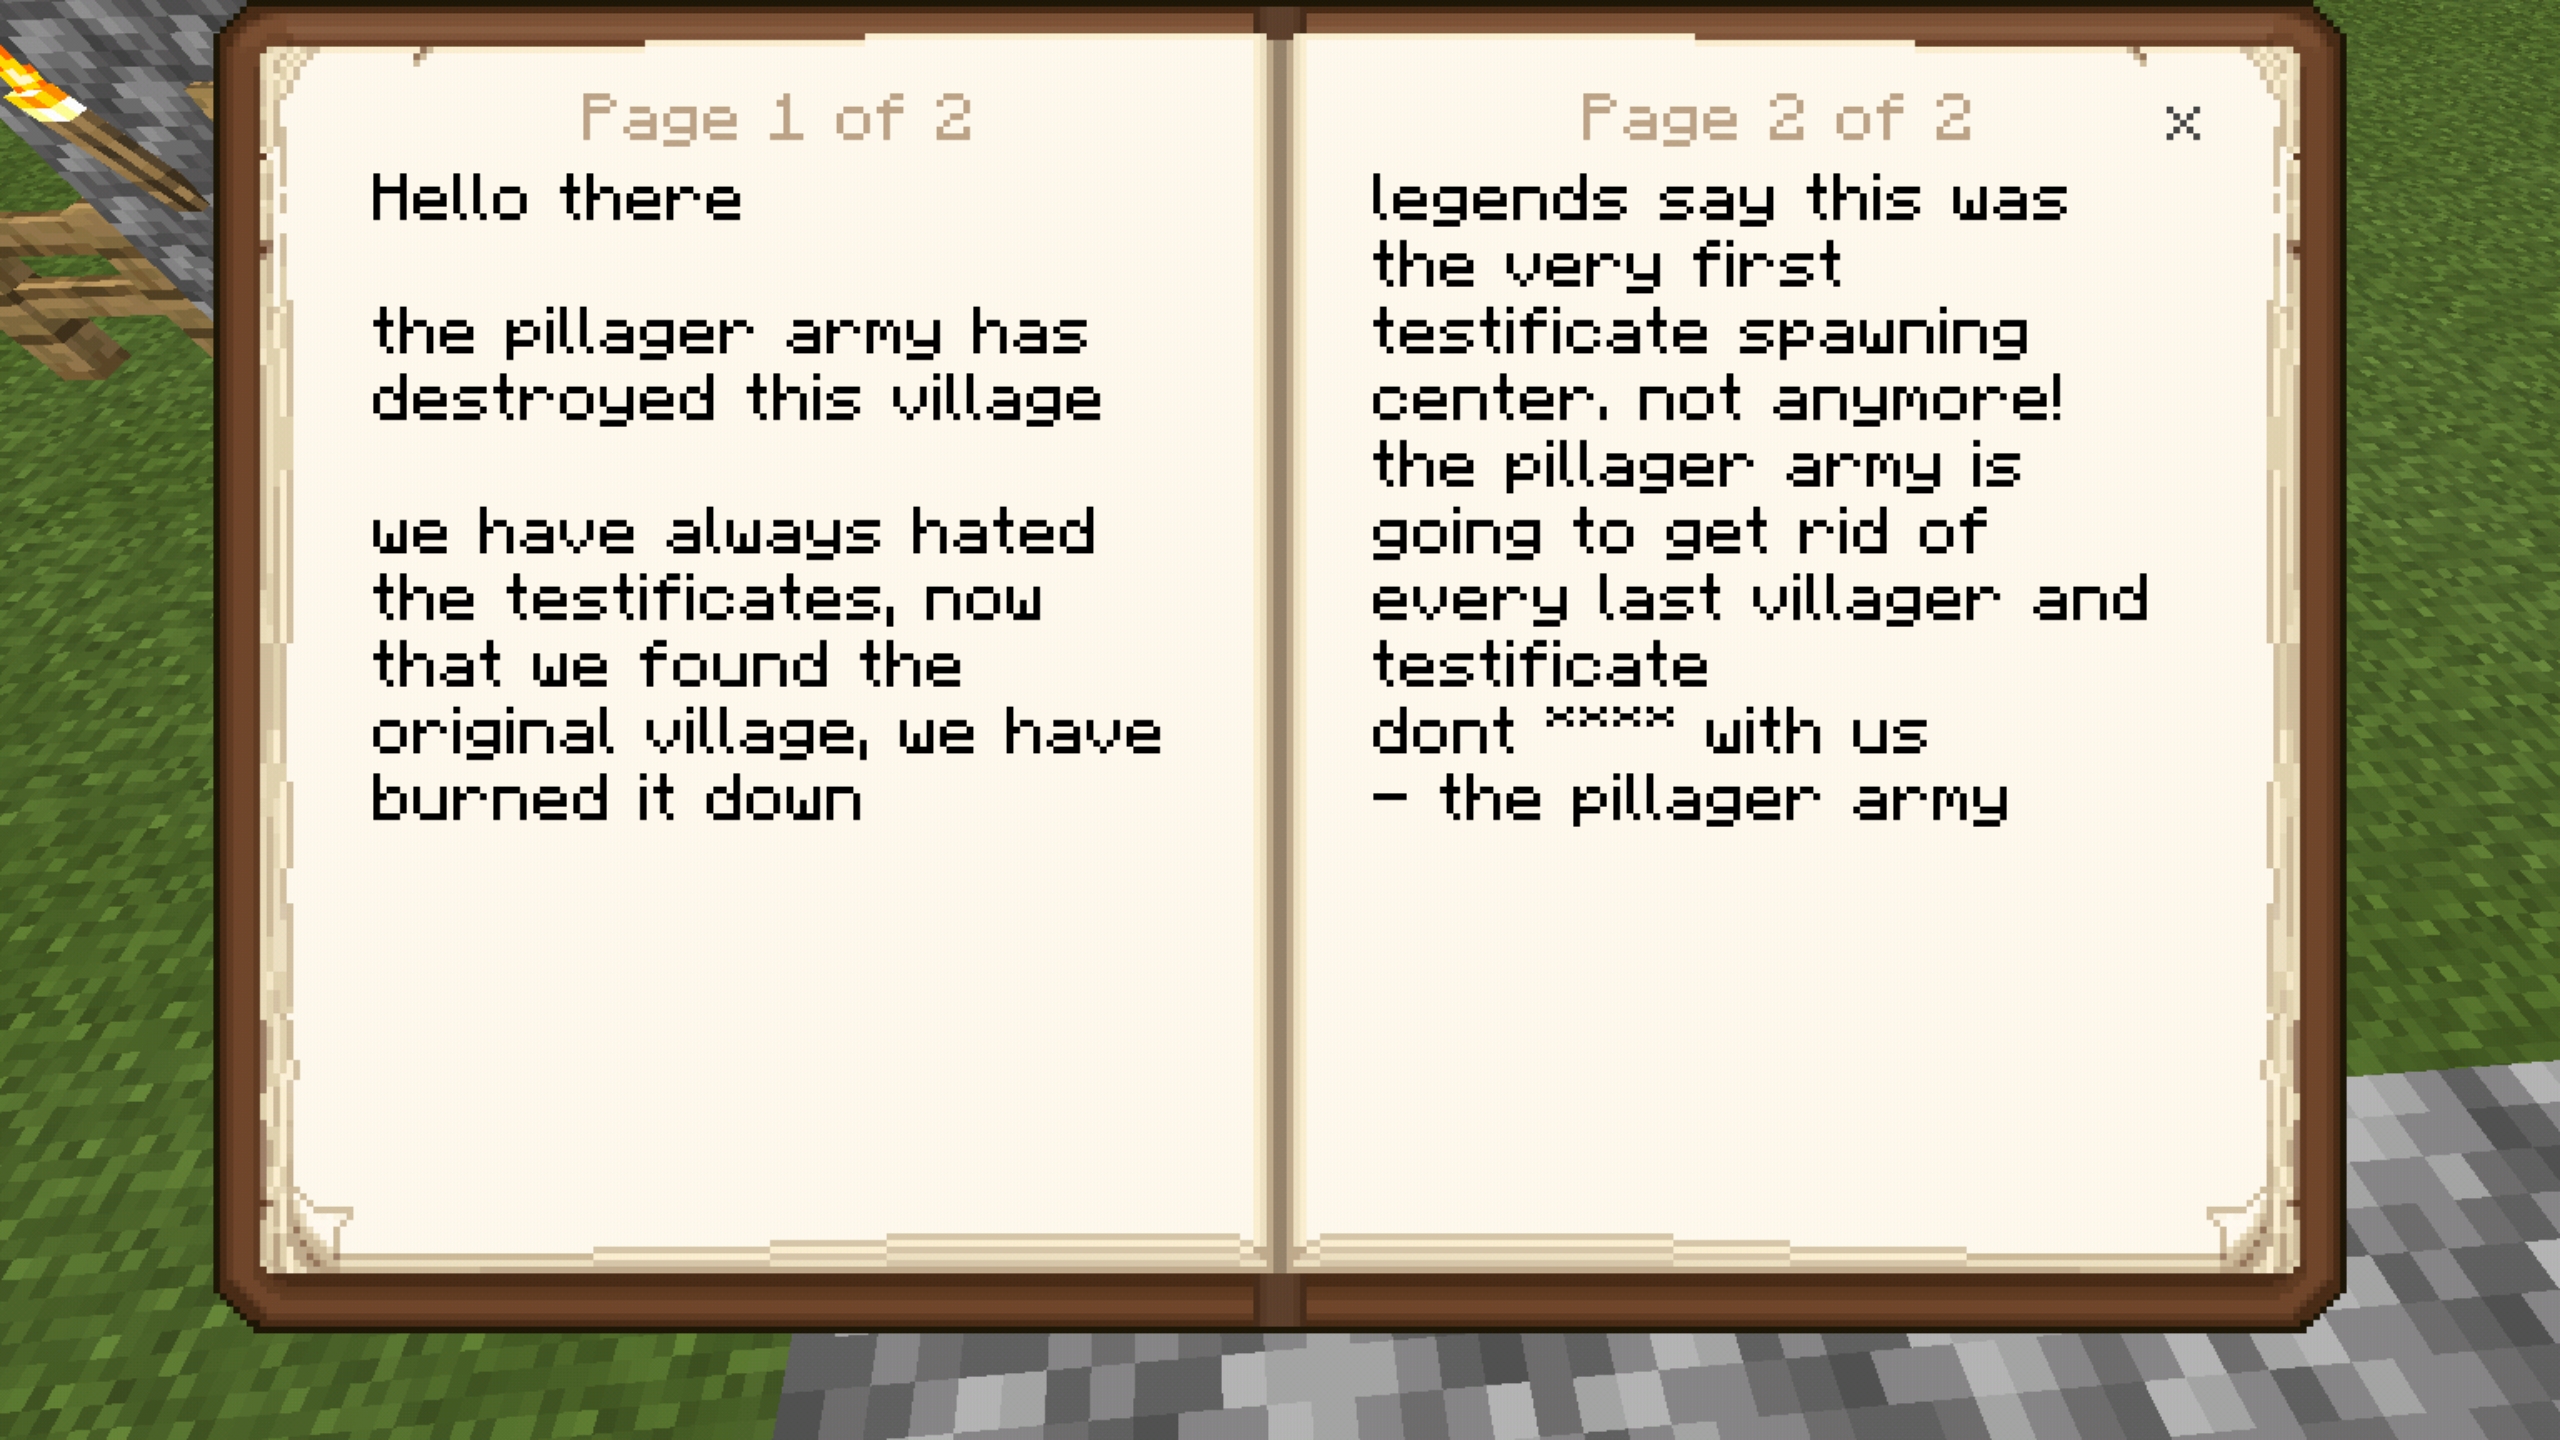 Page 1 of 2
Hello there
the pillager army has
destroyed this village
we have always hated
the testificates, now
that we found the
original village, we have
burned it down
Page 2 of 2
x
legends say this was
the very first
testificate spawning
center. not anymore!
the pillager army is
going to get rid of
every last villager and
testificate
dont **** with us
- the pillager army